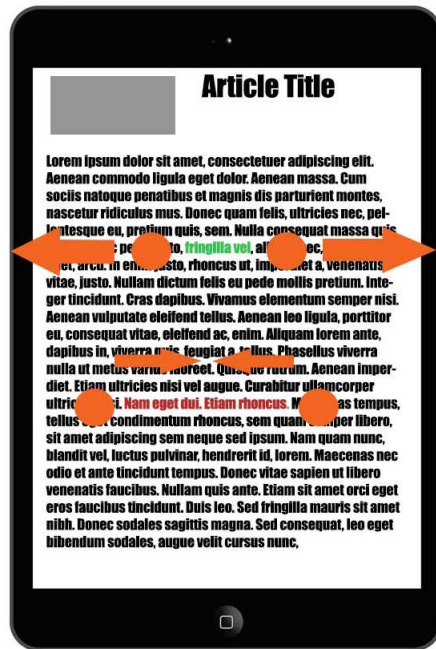 Article Title
Lorem ipsum dolor sit amet, consectetuer adipiscing elit.
Aenean commodo ligula eget dolor. Aenean massa. Cum
sociis natoque penatibus et magnis dis parturient montes,
nascetur ridiculus mus. Donec quam felis, ultricies nec, pel-
lentesque eu, pretium quis, sem. Nulla consequat massa quis
fringilla vel,
arcu. In enim justo, rhoncus ut, a, venenatis
vitae, justo. Nullam dictum felis eu pede mollis pretium. Inte-
ger tincidunt. Cras dapibus. Vivamus elementum semper nisi.
Aenean vulputate eleifend tellus. Aenean leo ligula, porttitor
eu, consequat vitae, eleifend ac, enim. Aliquam lorem ante,
dapibus in, viverra quis, feugiat a, tellus. Phasellus viverra
nulla ut metus varius laoreet. Quisque rutrum. Aenean imper-
diet. Etiam ultricies nisi vel augue. Curabitur ullamcorper
Nam eget dui. Etiam rhoncus. tempus,
tellus condimentum rhoncus, sem quam libero,
sit amet adipiscing sem neque sed ipsum. Nam quam nunc,
blandit vel, luctus pulvinar, hendrerit id, lorem. Maecenas nec
odio et ante tincidunt tempus. Donec vitae sapien ut libero
venenatis faucibus. Nullam quis ante. Etiam sit amet orci eget
eros faucibus tincidunt. Duis leo. Sed fringilla mauris sit amet
nibh. Donec sodales sagittis magna. Sed consequat, leo eget
bibendum sodales, augue velit cursus nunc,